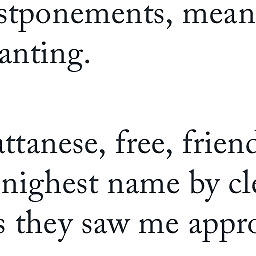 stponements, mean
anting.
attanese, free, friend
nighest name by cle
s they saw me appro